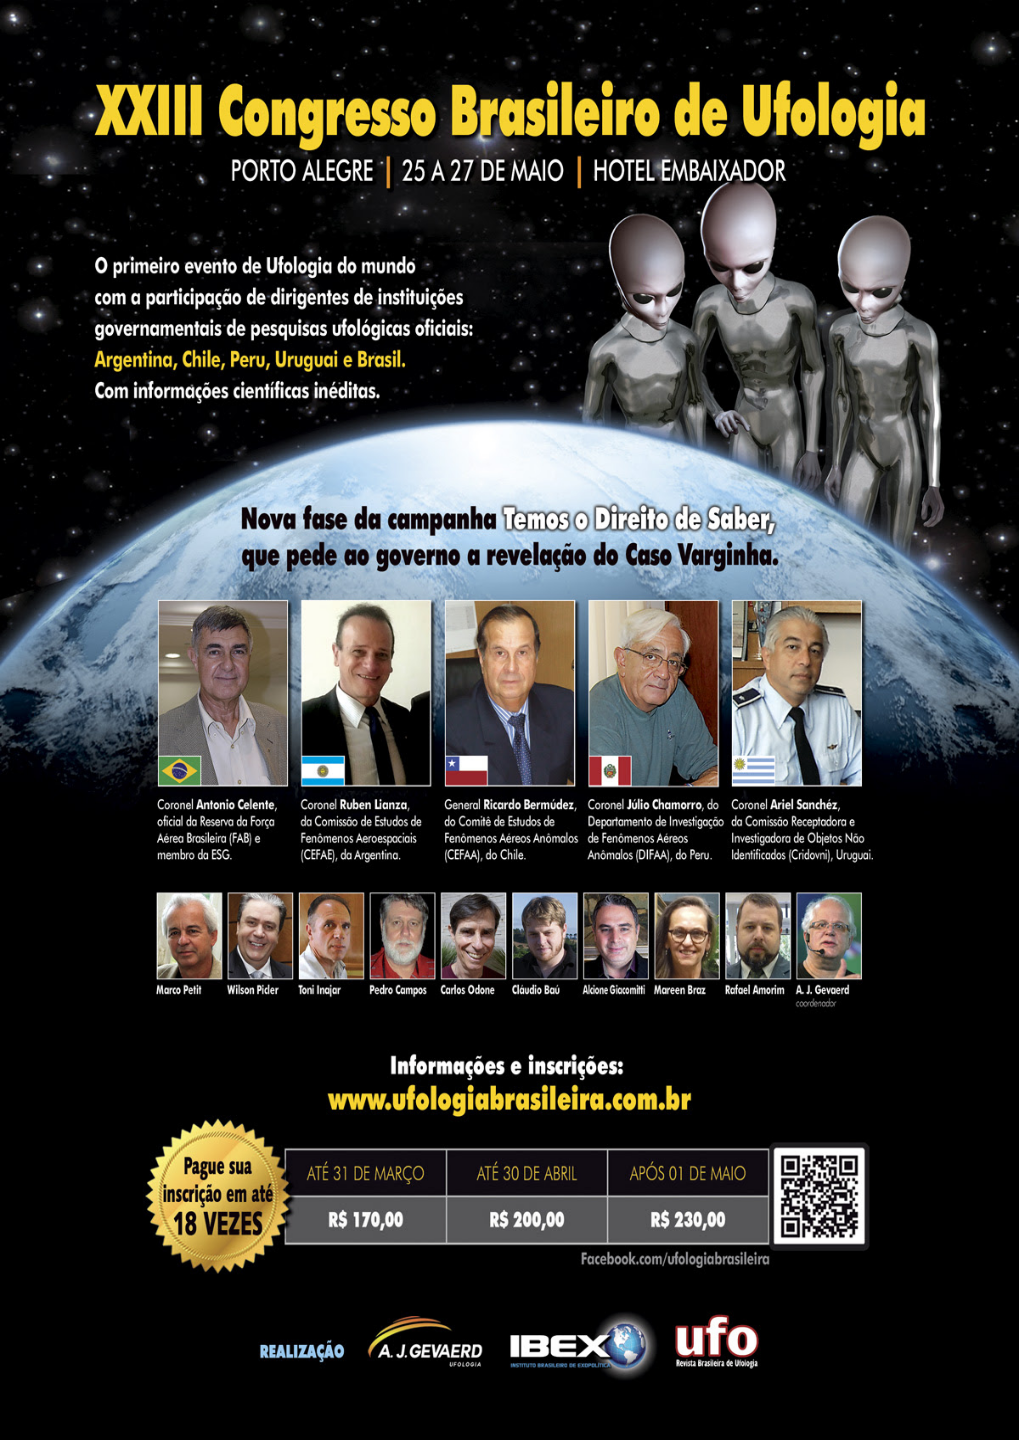 XXIII Congresso Brasileiro de Ufologia
PORTO ALEGRE | 25 A 27 DE MAIO | HOTEL EMBAIXADOR
O primeiro evento de Ufologia do mundo
com a participação de dirigentes de instituições
governamentais de pesquisas ufológicas oficiais:
Argentina, Chile, Peru, Uruguai e Brasil.
Com informações científicas inéditas.
Nova fase da campanha Temos o Direito de Saber,
que pede ao governo a revelação do Caso Varginha.
Coronel Antonio Celente,
oficial da Reserva da Força
Aérea Brasileira (FAB) e
membro da ESG.
Coronel Ruben Lianza,
da Comissão de Estudos de
Fenômenos Aeroespaciais
(CEFAE), da Argentina.
General Ricardo Bermúdez,
do Comitê de Estudos de
Fenômenos Aéreos Anômalos
(CEFAA), do Chile.
Coronel Júlio Chamorro, do
Departamento de Investigação
de Fenômenos Aéreos
Anômalos (DIFAA), do Peru.
Coronel Ariel Sanchéz,
da Comissão Receptadora e
Investigadora de Objetos Não
Identificados (Cridovni), Uruguai.
Marco Petit
Wilson Picler
Toni Inajar
Pedro Campos
Carlos Odone
Cláudio Baú
Alcione Giacomitti
Mareen Braz
Rafael Amorim
A. J. Gevaerd
coordenador
Informações e inscrições:
www.ufologiabrasileira.com.br
Pague sua
inscrição em até
18 VEZES
ATÉ 31 DE MARÇO
ATÉ 30 DE ABRIL
APÓS 01 DE MAIO
R$ 170,00
R$ 200,00
R$ 230,00
Facebook.com/ufologiabrasileira
REALIZAÇÃO
A. J. GEVAERD
UFOLOGIA
IBEX
INSTITUTO BRASILEIRO DE EXOPOLÍTICA
ufo
Revista Brasileira de Ufologia